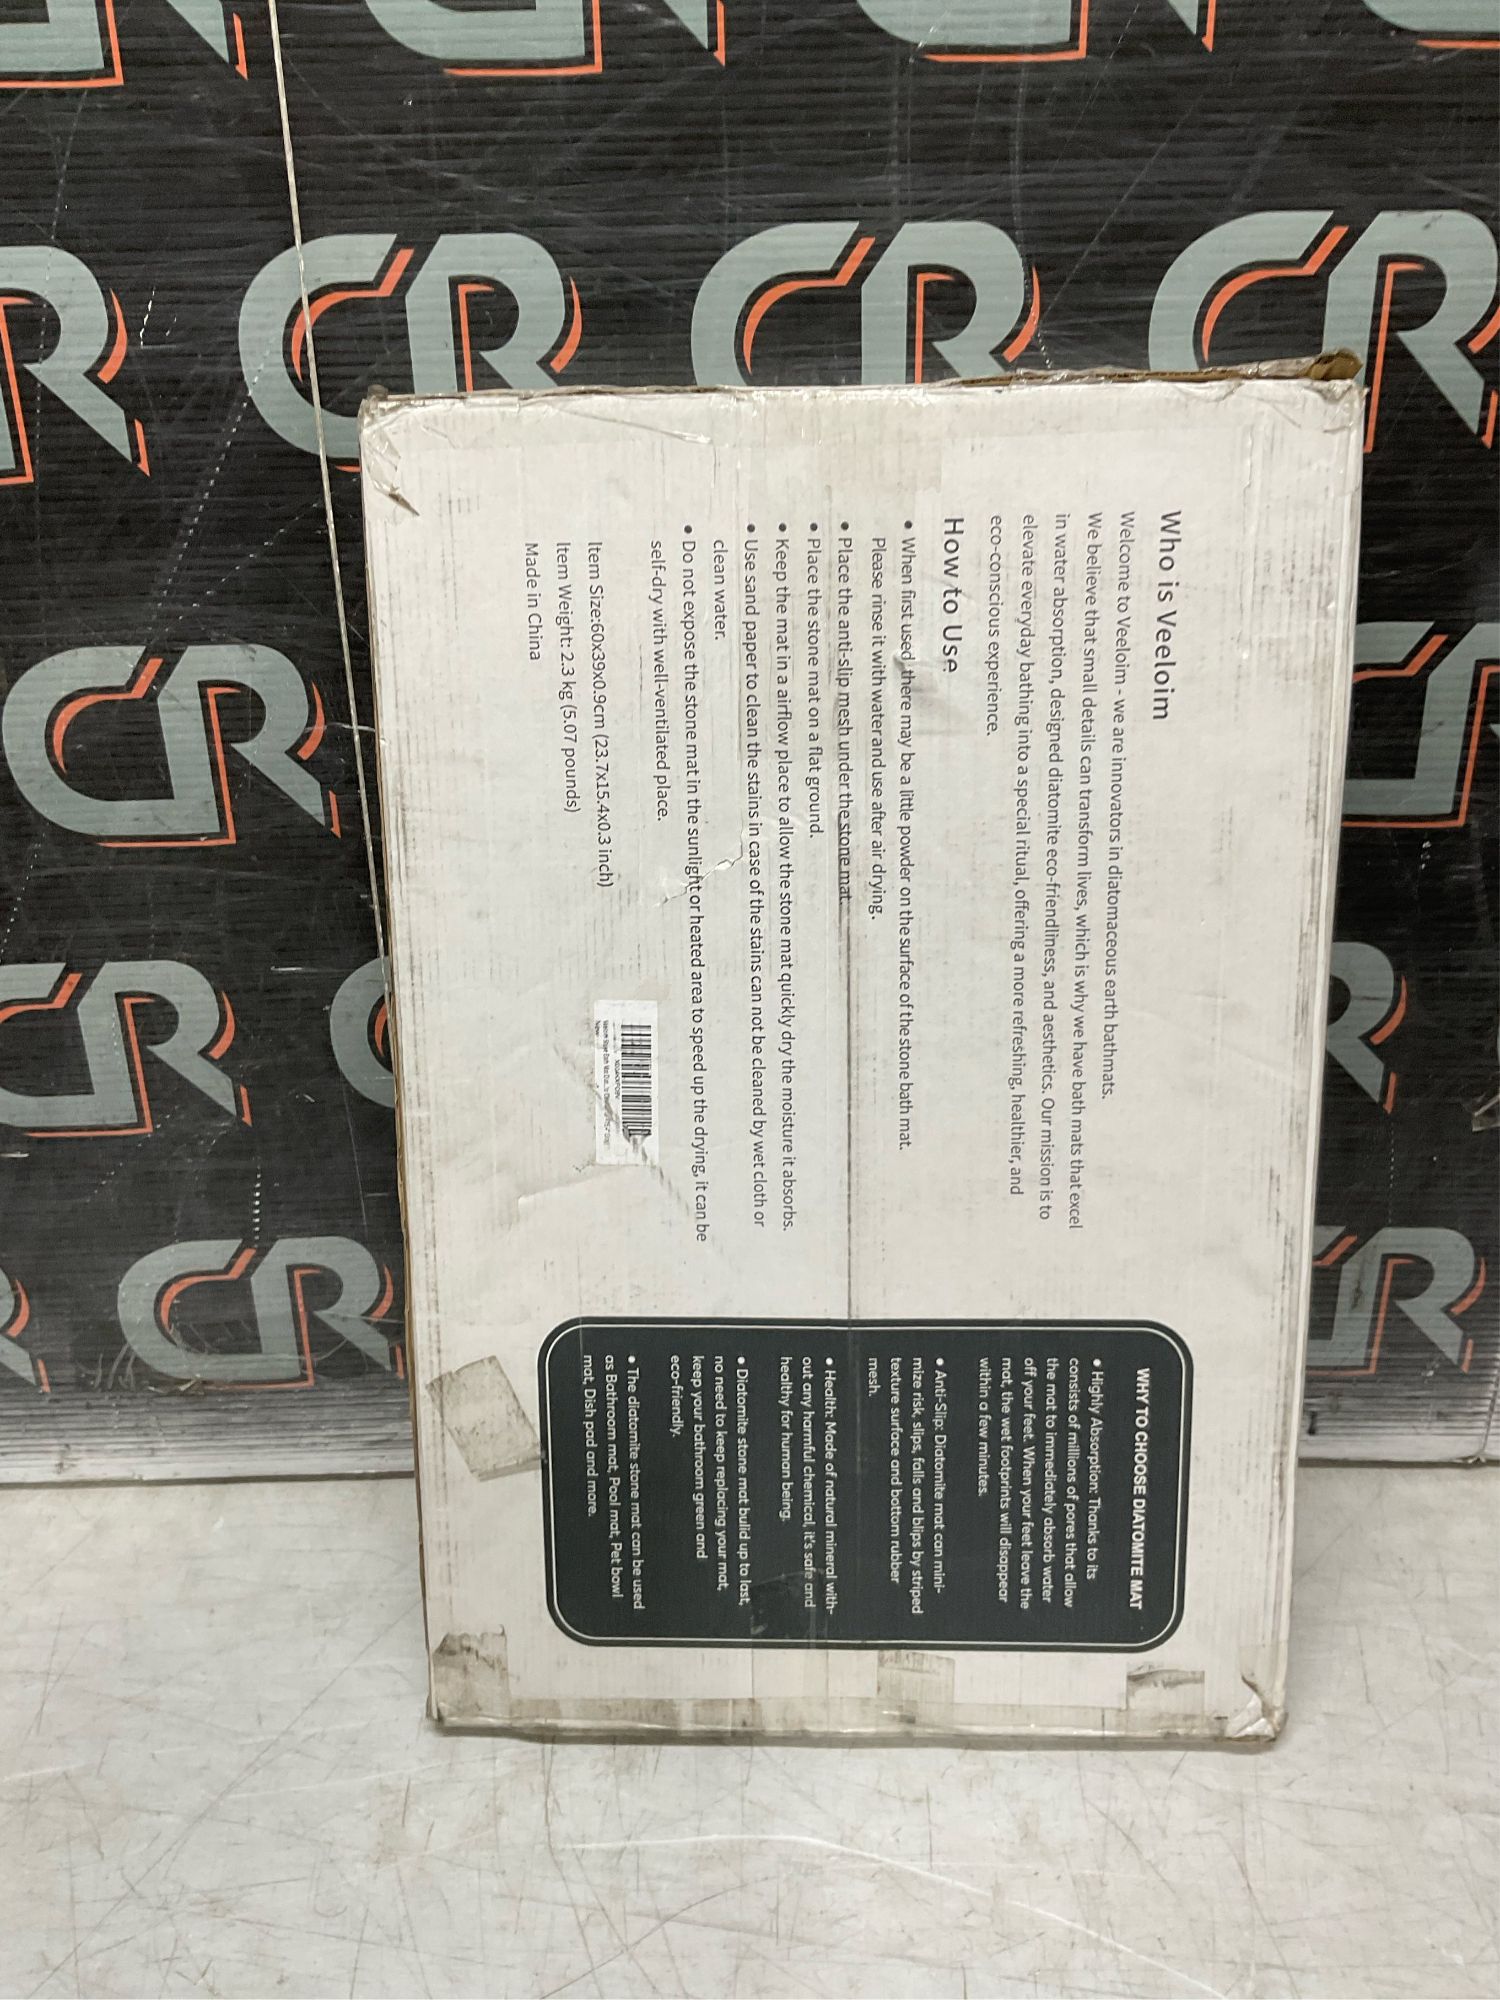 Who is Veeloim
Welcome to Veeloim - we are innovators in diatomaceous earth bathmats.
We believe that small details can transform lives, which is why we have bath mats that excel
in water absorption, designed diatomite eco-friendliness, and aesthetics. Our mission is to
elevate everyday bathing into a special ritual, offering a more refreshing, healthier, and
eco-conscious experience.
How to Use
• When first used, there may be a little powder on the surface of the stone bath mat.
Please rinse it with water and use after air drying.
• Place the anti-slip mesh under the stone mat.
• Place the stone mat on a flat ground.
• Keep the mat in a airflow place to allow the stone mat quickly dry the moisture it absorbs.
• Use sand paper to clean the stains in case of the stains can not be cleaned by wet cloth or
clean water.
• Do not expose the stone mat in the sunlight or heated area to speed up the drying, it can be
self-dry with well-ventilated place.
Item Size:60x39x0.9cm (23.7x15.4x0.3 inch)
Item Weight: 2.3 kg (5.07 pounds)
Made in China
WHY TO CHOOSE DIATOMITE MAT
• Highly Absorption: Thanks to its
consists of millions of pores that allow
the mat to immediately absorb water
off your feet. When your feet leave the
mat, the wet footprints will disappear
within a few minutes.
• Anti-Slip: Diatomite mat can mini-
mize risk, slips, falls and blips by striped
texture surface and bottom rubber
mesh.
• Health: Made of natural mineral with-
out any harmful chemical, it's safe and
healthy for human being.
• Diatomite stone mat bulid up to last,
no need to keep replacing your mat,
keep your bathroom green and
eco-friendly.
• The diatomite stone mat can be used
as Bathroom mat, Pool mat, Pet bowl
mat, Dish pad and more.
CR
CR
CR
CR
CR
CR
CR
CR